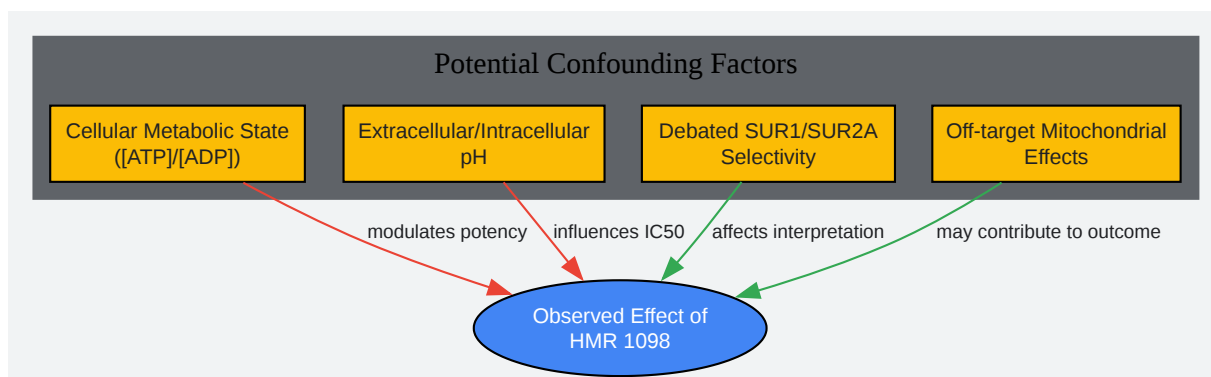 Potential Confounding Factors
Cellular Metabolic State
([ATP]/[ADP])
Extracellular/Intracellular
pH
Debated SUR1/SUR2A
Selectivity
Off-target Mitochondrial
Effects
modulates potency
influences IC50
affects interpretation
may contribute to outcome
Observed Effect of
HMR 1098